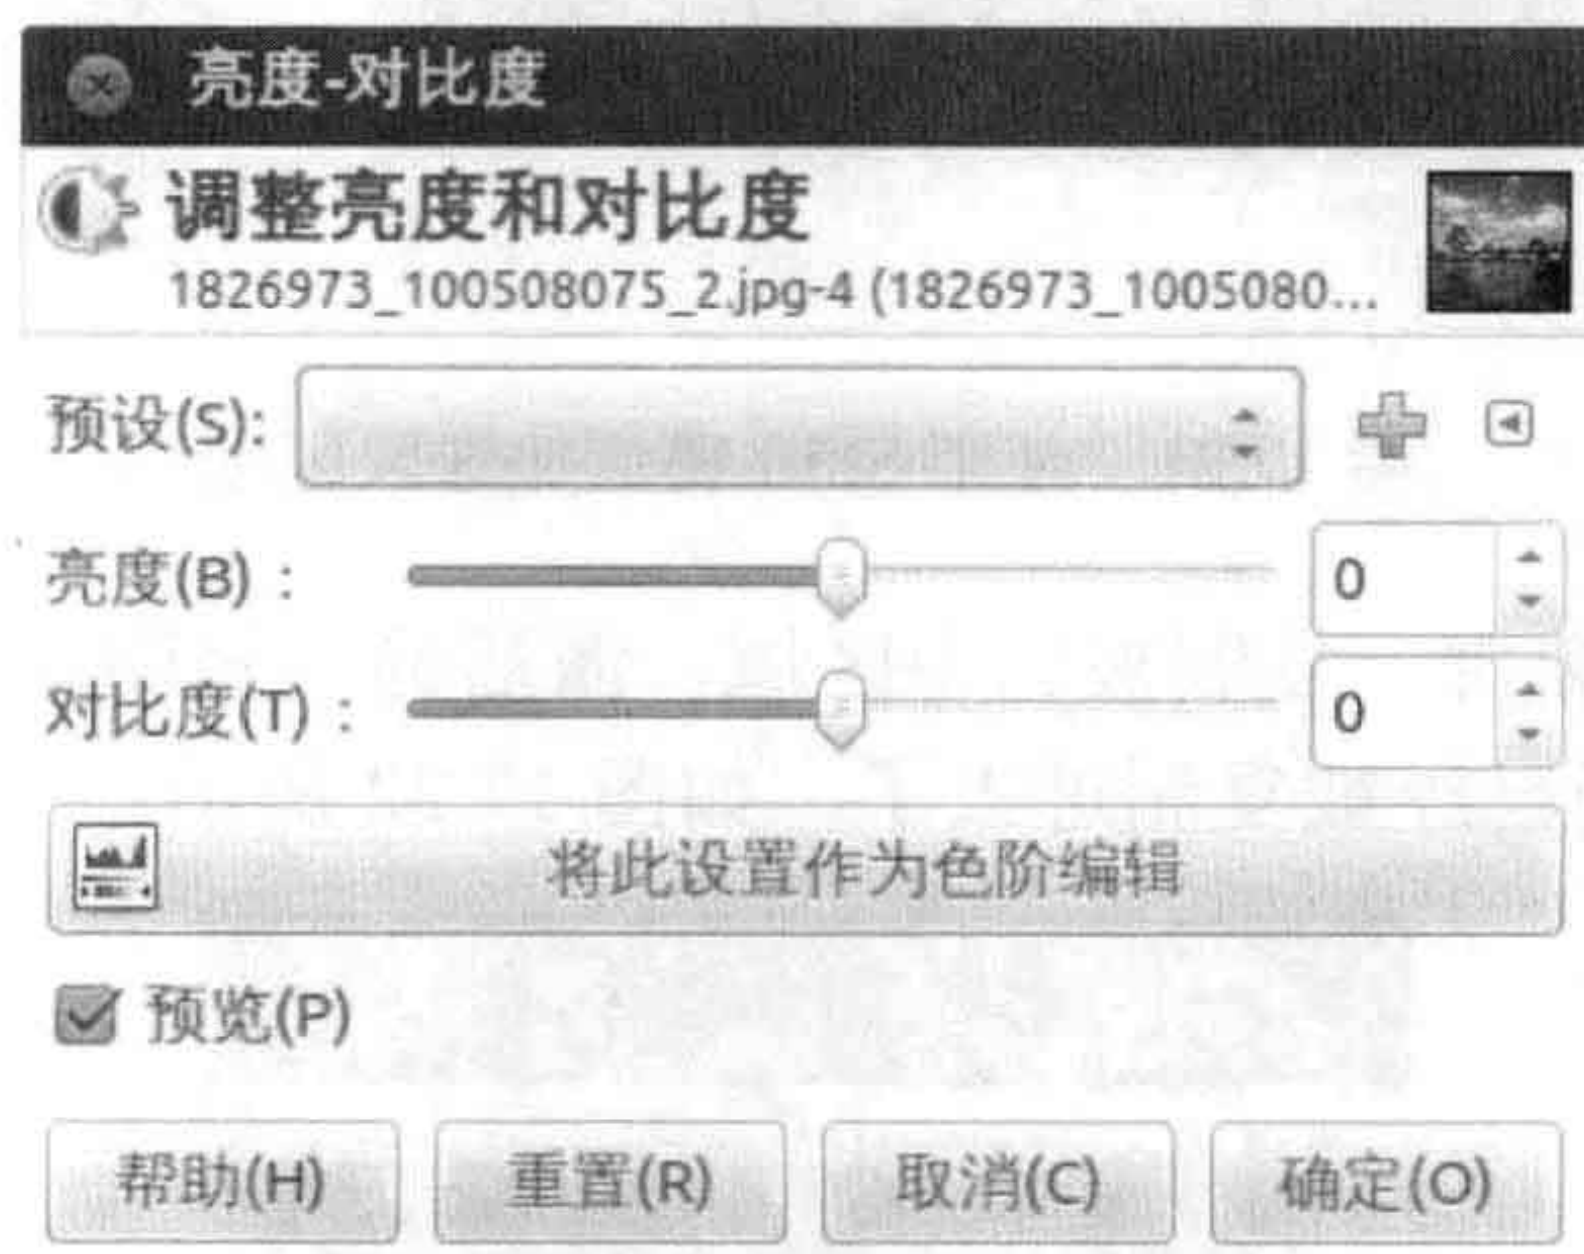 亮度-对比度
调整亮度和对比度
1826973_100508075_2.jpg-4 (1826973_1005080...
预设(S):
亮度(B)： 0
对比度(T)： 0
将此设置作为色阶编辑
预览(P)
帮助(H) 重置(R) 取消(C) 确定(O)